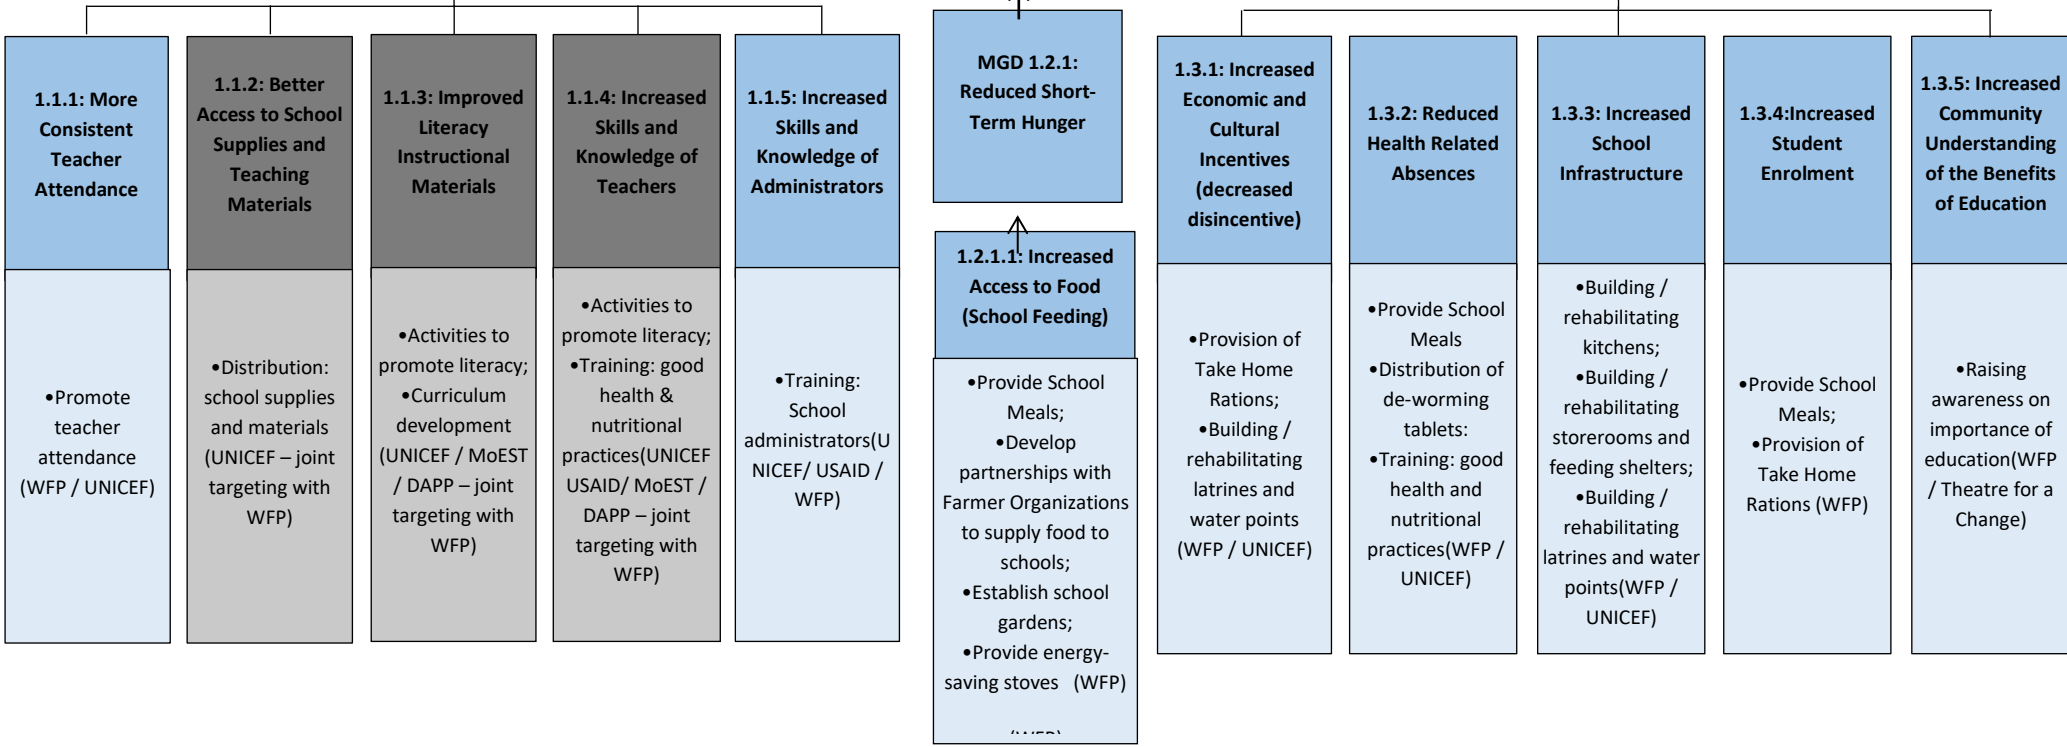 1.1.1: More
Consistent
Teacher
Attendance
•Promote
teacher
attendance
(WFP / UNICEF)
1.1.2: Better
Access to School
Supplies and
Teaching
Materials
•Distribution:
school supplies
and materials
(UNICEF – joint
targeting with
WFP)
1.1.3: Improved
Literacy
Instructional
Materials
•Activities to
promote literacy;
•Curriculum
development
(UNICEF / MoEST
/ DAPP – joint
targeting with
WFP)
1.1.4: Increased
Skills and
Knowledge of
Teachers
•Activities to
promote literacy;
•Training: good
health &
nutritional
practices(UNICEF
USAID/ MoEST /
DAPP – joint
targeting with
WFP)
1.1.5: Increased
Skills and
Knowledge of
Administrators
•Training:
School
administrators(U
NICEF/ USAID /
WFP)
MGD 1.2.1:
Reduced Short-
Term Hunger
1.2.1.1: Increased
Access to Food
(School Feeding)
•Provide School
Meals;
•Develop
partnerships with
Farmer Organizations
to supply food to
schools;
•Establish school
gardens;
•Provide energy-
saving stoves (WFP)
1.3.1: Increased
Economic and
Cultural
Incentives
(decreased
disincentive)
•Provision of
Take Home
Rations;
•Building /
rehabilitating
latrines and
water points
(WFP / UNICEF)
1.3.2: Reduced
Health Related
Absences
•Provide School
Meals
•Distribution of
de-worming
tablets:
•Training: good
health and
nutritional
practices(WFP /
UNICEF)
1.3.3: Increased
School
Infrastructure
•Building /
rehabilitating
kitchens;
•Building /
rehabilitating
storerooms and
feeding shelters;
•Building /
rehabilitating
latrines and water
points(WFP /
UNICEF)
1.3.4:Increased
Student
Enrolment
•Provide School
Meals;
•Provision of
Take Home
Rations (WFP)
1.3.5: Increased
Community
Understanding
of the Benefits
of Education
•Raising
awareness on
importance of
education(WFP
/ Theatre for a
Change)